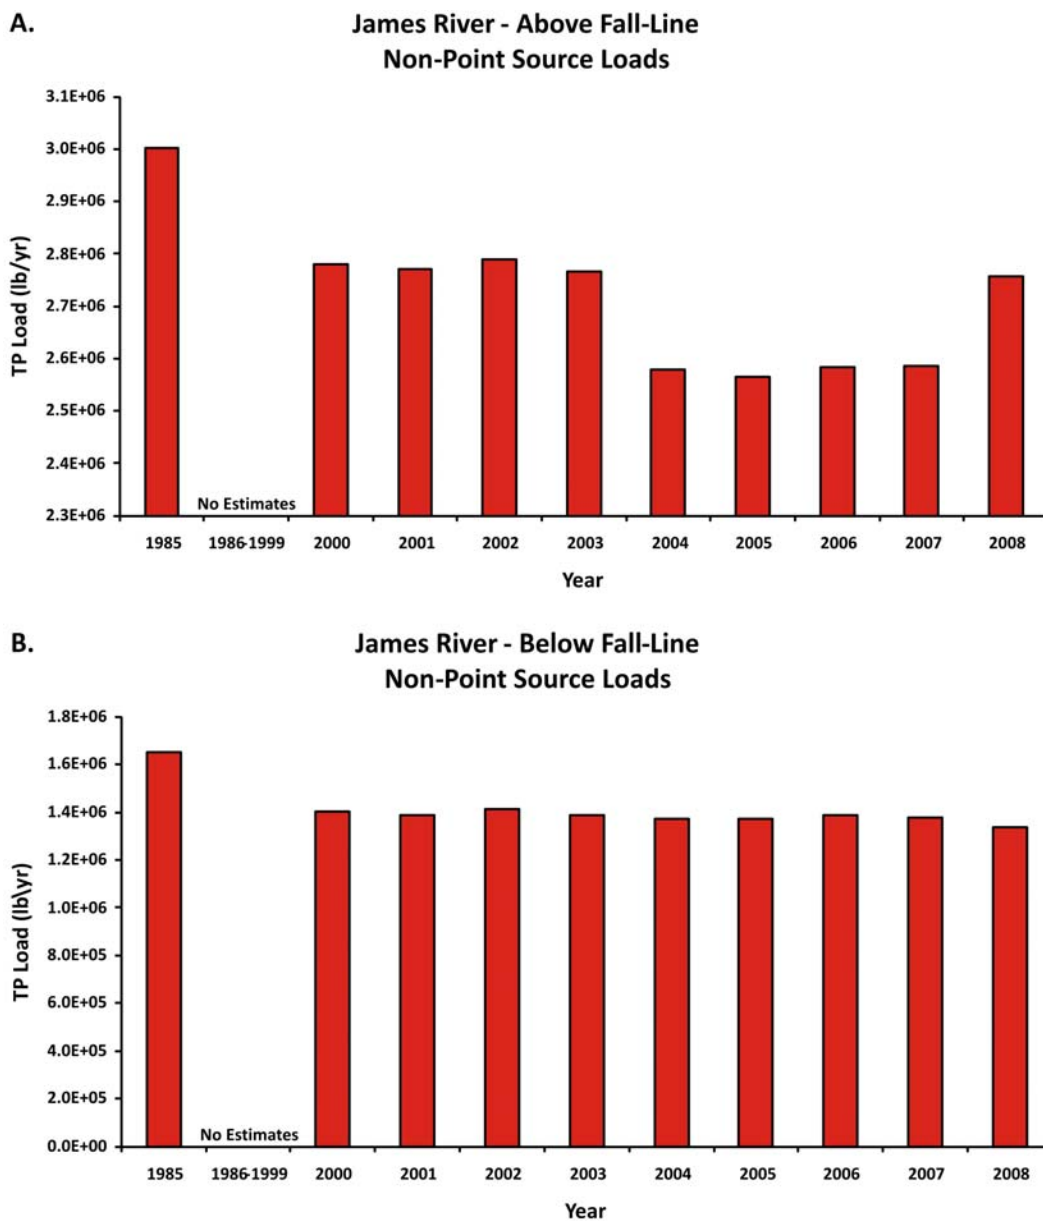 A.
James River - Above Fall-Line
Non-Point Source Loads
TP Load (lb/yr)
3.1E+06
3.0E+06
2.9E+06
2.8E+06
2.7E+06
2.6E+06
2.5E+06
2.4E+06
2.3E+06
No Estimates
1985 1986-1999 2000 2001 2002 2003 2004 2005 2006 2007 2008
Year
B.
James River - Below Fall-Line
Non-Point Source Loads
TP Load (lb\yr)
1.8E+06
1.6E+06
1.4E+06
1.2E+06
1.0E+06
8.0E+05
6.0E+05
4.0E+05
2.0E+05
0.0E+00
No Estimates
1985 1986-1999 2000 2001 2002 2003 2004 2005 2006 2007 2008
Year